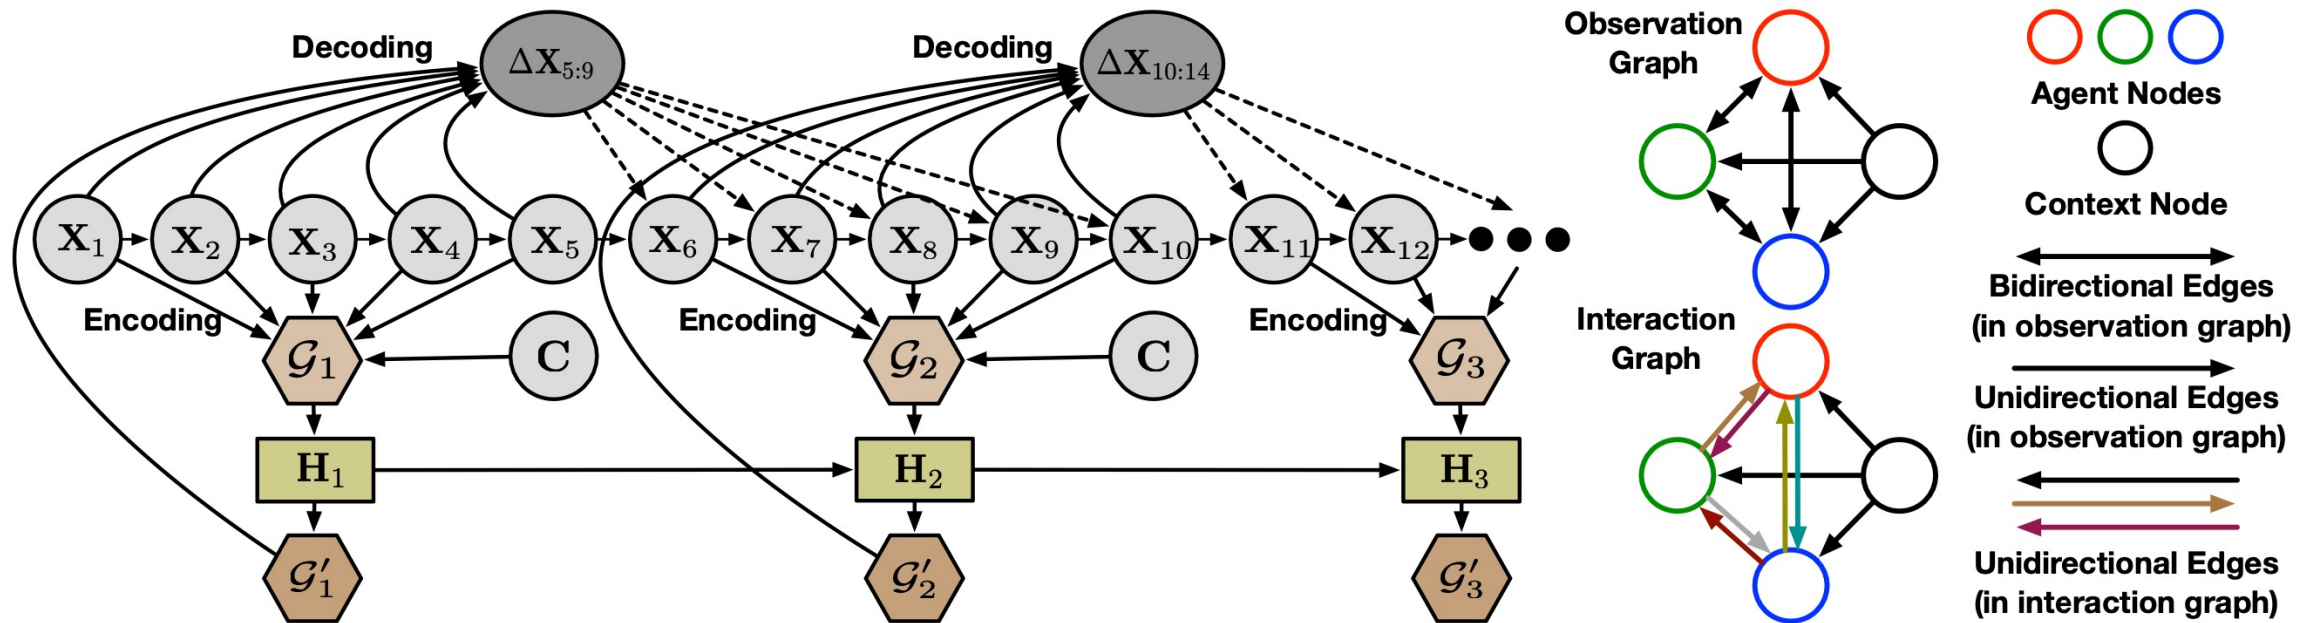 Decoding
ΔX₅:₉
Decoding
ΔX₁₀:₁₄
X₁
X₂
X₃
X₄
X₅
X₆
X₇
X₈
X₉
X₁₀
X₁₁
X₁₂
Encoding
Encoding
Encoding
𝒢₁
C
𝒢₂
C
𝒢₃
H₁
H₂
H₃
𝒢′₁
𝒢′₂
𝒢′₃
Observation
Graph
Interaction
Graph
Agent Nodes
Context Node
Bidirectional Edges
(in observation graph)
Unidirectional Edges
(in observation graph)
Unidirectional Edges
(in interaction graph)